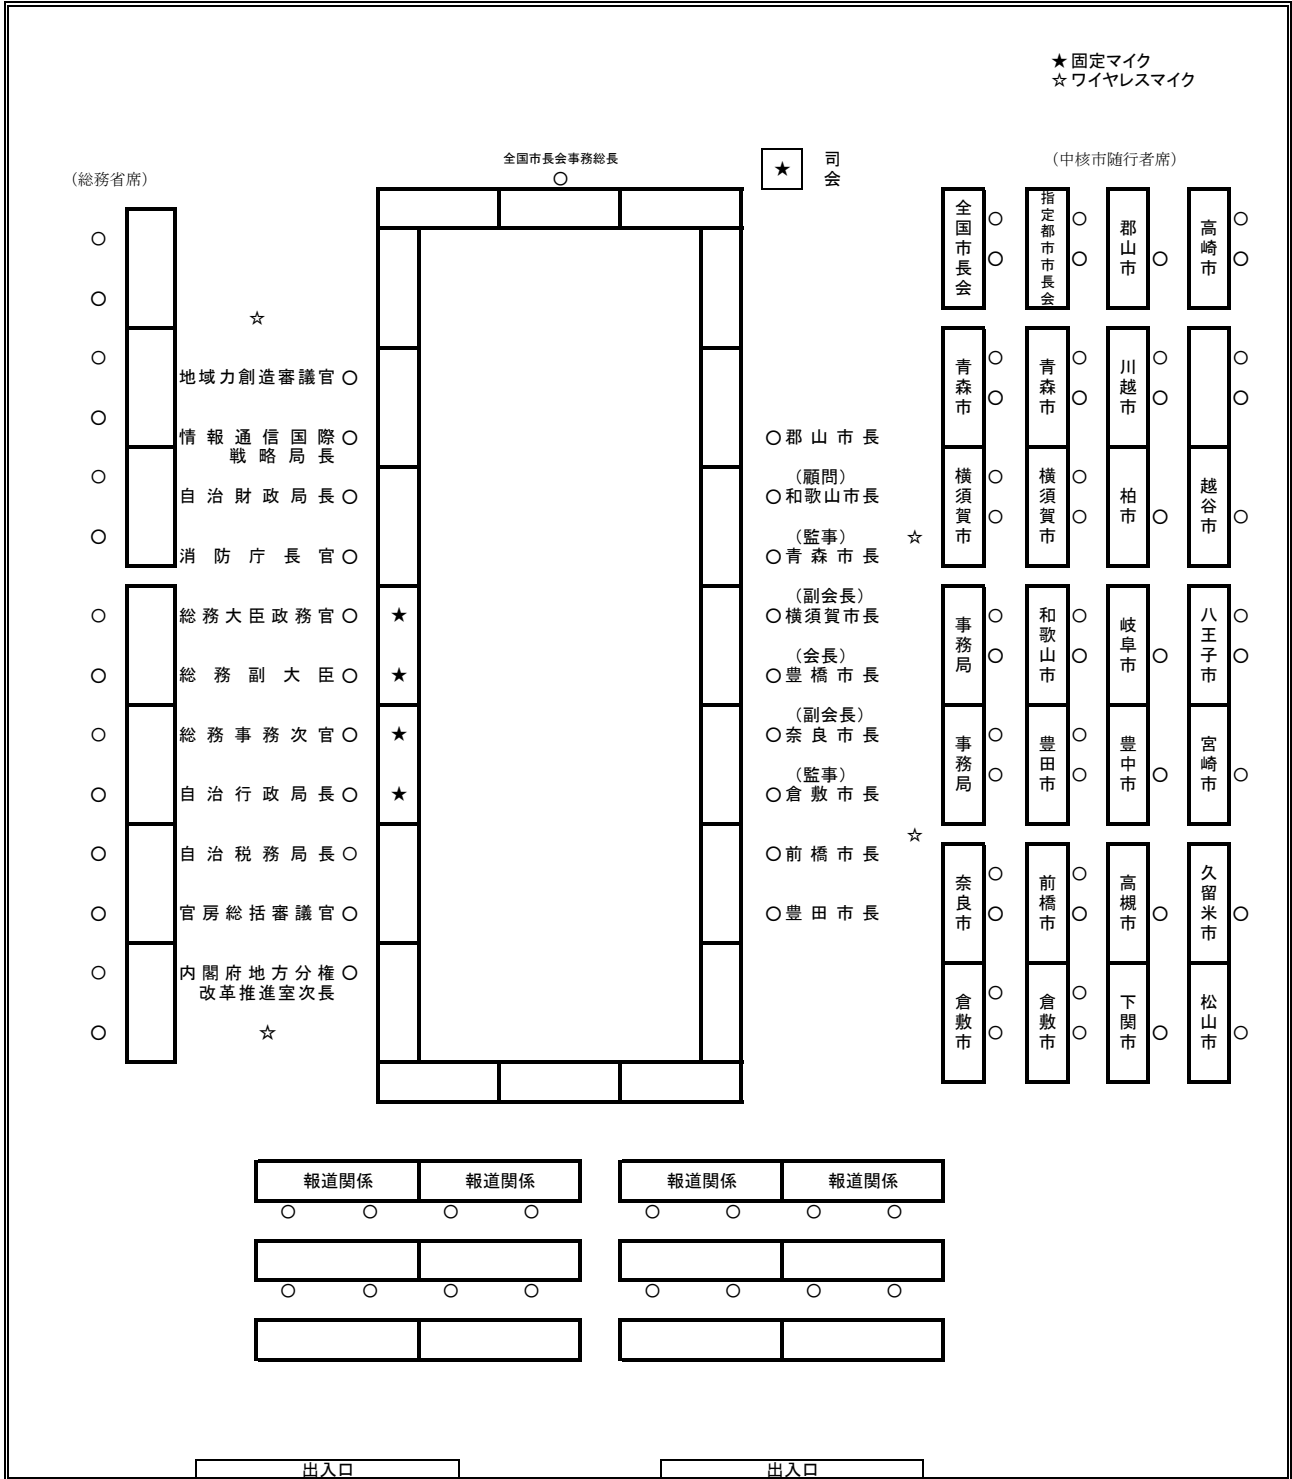 ★ 固定マイク
☆ ワイヤレスマイク
全国市長会事務総長
○
★
司会
（総務省席）
（中核市随行者席）
☆
地域力創造審議官 ○
情報通信国際戦略局長 ○
自治財政局長 ○
消防庁長官 ○
総務大臣政務官 ○ ★
総務副大臣 ○ ★
総務事務次官 ○ ★
自治行政局長 ○ ★
自治税務局長 ○
官房総括審議官 ○
内閣府地方分権 ○
改革推進室次長
☆
○ 郡山市長
（顧問）
○ 和歌山市長
（監事）
○ 青森市長
☆
（副会長）
○ 横須賀市長
（会長）
○ 豊橋市長
（副会長）
○ 奈良市長
（監事）
○ 倉敷市長
☆
○ 前橋市長
○ 豊田市長
全国市長会
指定都市市長会
郡山市
高崎市
青森市
青森市
川越市
横須賀市
横須賀市
柏市
越谷市
事務局
和歌山市
岐阜市
八王子市
事務局
豊田市
豊中市
宮崎市
奈良市
前橋市
高槻市
久留米市
倉敷市
倉敷市
下関市
松山市
報道関係 報道関係 報道関係 報道関係
出入口 出入口